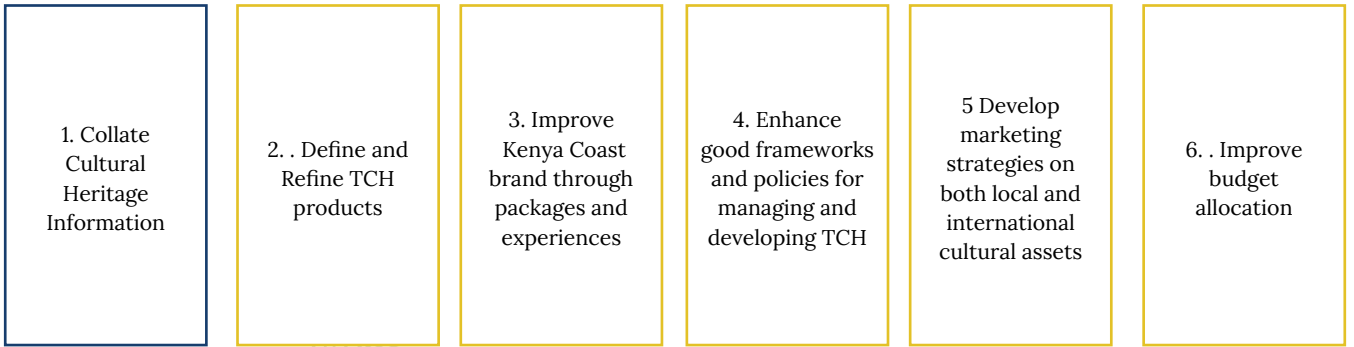 1. Collate
Cultural
Heritage
Information
2. . Define and
Refine TCH
products
3. Improve
Kenya Coast
brand through
packages and
experiences
4. Enhance
good frameworks
and policies for
managing and
developing TCH
5 Develop
marketing
strategies on
both local and
international
cultural assets
6. . Improve
budget
allocation